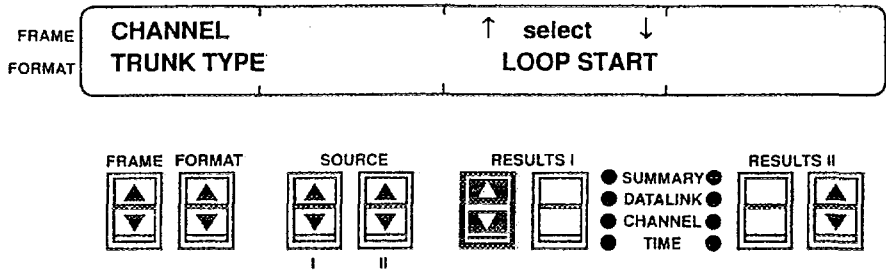 FRAME CHANNEL ↑ select ↓
FORMAT TRUNK TYPE LOOP START
FRAME FORMAT SOURCE RESULTS I RESULTS II
SUMMARY
DATALINK
CHANNEL
TIME
I II